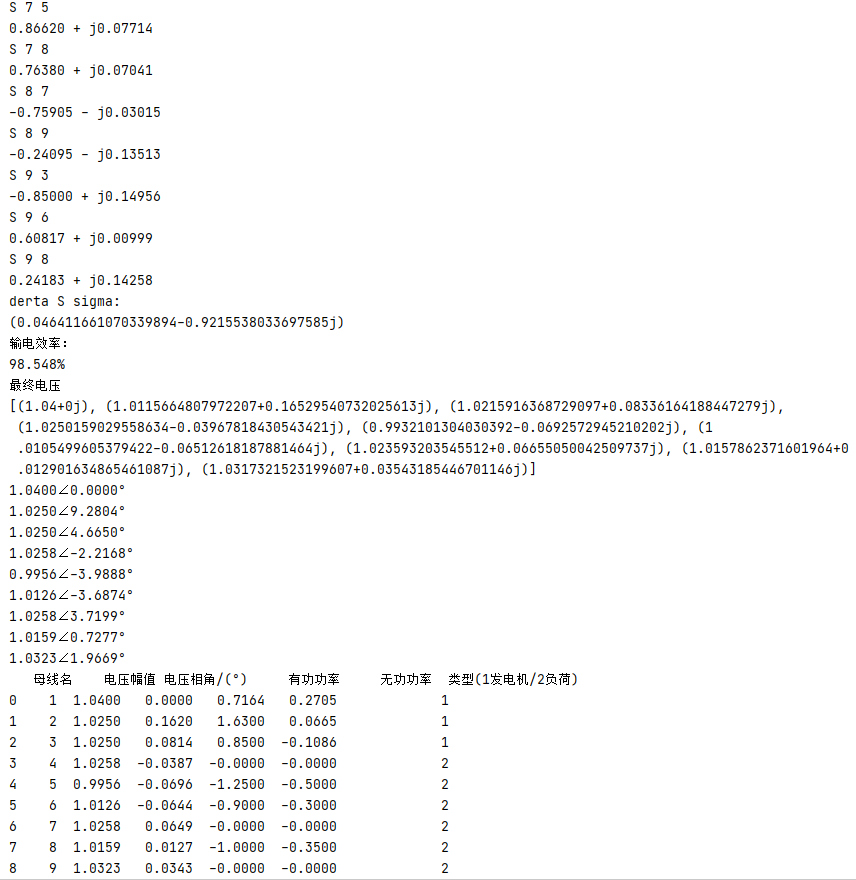 S 7 5
0.86620 + j0.07714
S 7 8
0.76380 + j0.07041
S 8 7
-0.75905 - j0.03015
S 8 9
-0.24095 - j0.13513
S 9 3
-0.85000 + j0.14956
S 9 6
0.60817 + j0.00999
S 9 8
0.24183 + j0.14258
derta S sigma:
(0.046411661070339894-0.9215538033697585j)
输电效率:
98.548%
最终电压
[(1.04+0j), (1.0115664807972207+0.16529540732025613j), (1.0215916368729097+0.08336164188447279j),
(1.0250159029558634-0.03967818430543421j), (0.9932101304030392-0.0692572945210202j), (1
.0105499605379422-0.06512618187881464j), (1.023593203545512+0.06655050042509737j), (1.0157862371601964+0
.012901634865461087j), (1.0317321523199607+0.03543185446701146j)]
1.0400∠0.0000°
1.0250∠9.2804°
1.0250∠4.6650°
1.0258∠-2.2168°
0.9956∠-3.9888°
1.0126∠-3.6874°
1.0258∠3.7199°
1.0159∠0.7277°
1.0323∠1.9669°
母线名 电压幅值 电压相角/(°) 有功功率 无功功率 类型(1发电机/2负荷)
0 1 1.0400 0.0000 0.7164 0.2705 1
1 2 1.0250 0.1620 1.6300 0.0665 1
2 3 1.0250 0.0814 0.8500 -0.1086 1
3 4 1.0258 -0.0387 -0.0000 -0.0000 2
4 5 0.9956 -0.0696 -1.2500 -0.5000 2
5 6 1.0126 -0.0644 -0.9000 -0.3000 2
6 7 1.0258 0.0649 -0.0000 -0.0000 2
7 8 1.0159 0.0127 -1.0000 -0.3500 2
8 9 1.0323 0.0343 -0.0000 -0.0000 2